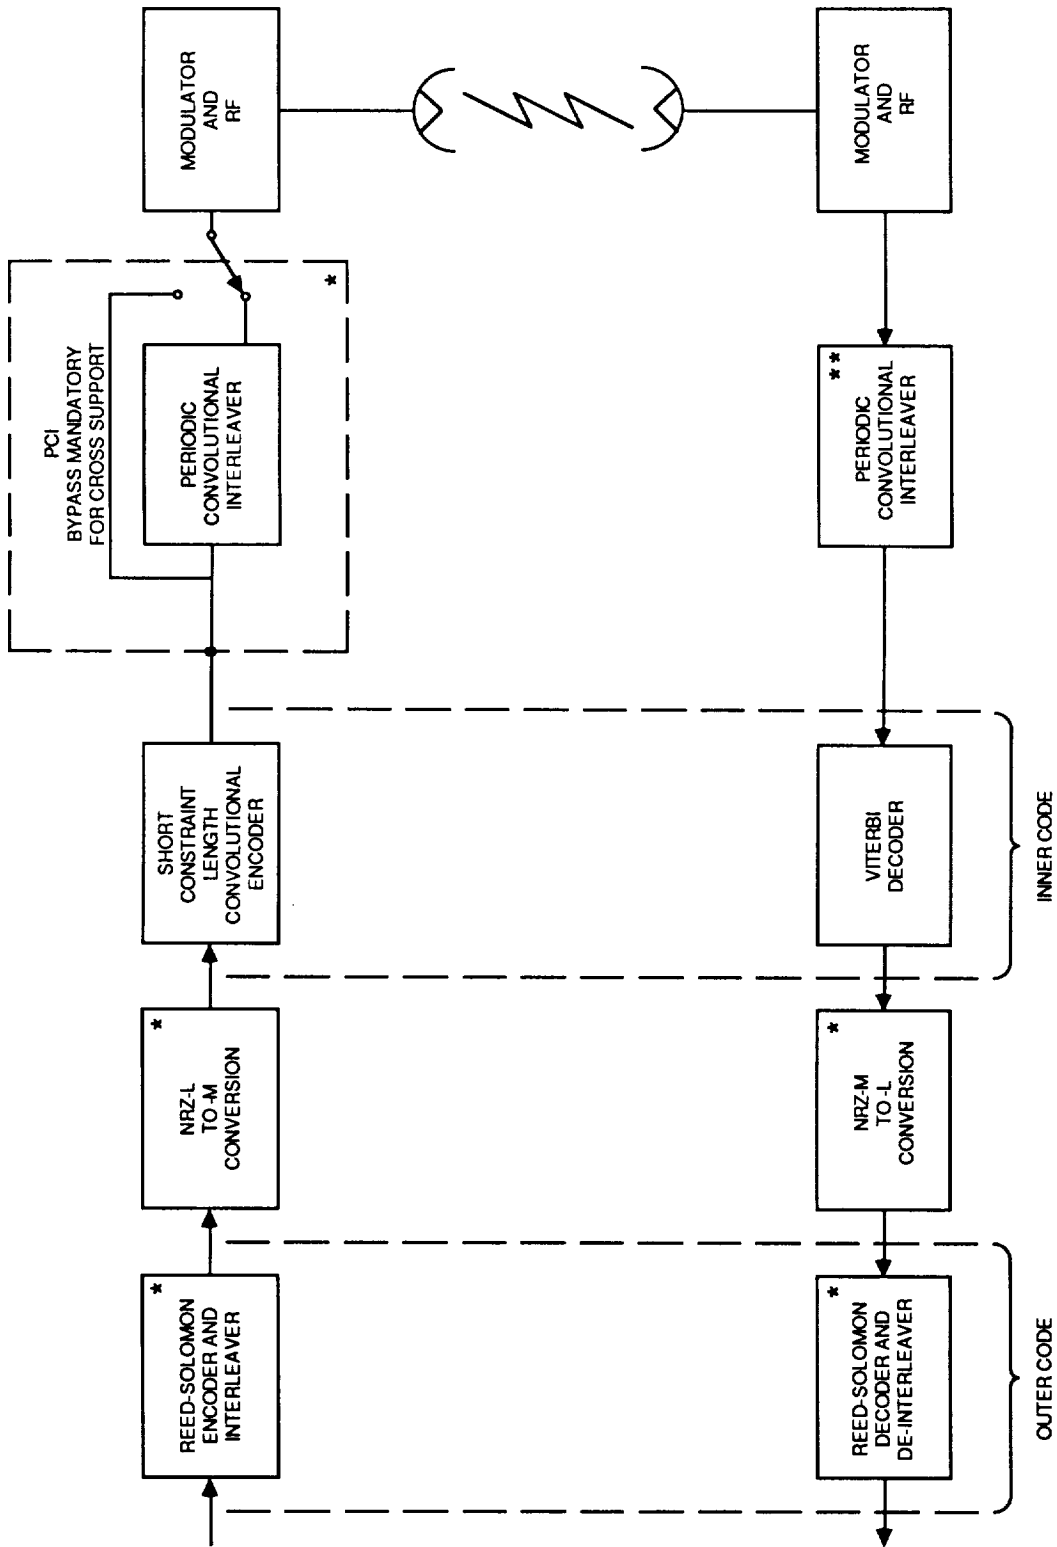 REED-SOLOMON
ENCODER AND
INTERLEAVER
*
NRZ-L
TO -M
CONVERSION
*
SHORT
CONSTRAINT
LENGTH
CONVOLUTIONAL
ENCODER
PCI
BYPASS MANDATORY
FOR CROSS SUPPORT
PERIODIC
CONVOLUTIONAL
INTERLEAVER
*
MODULATOR
AND
RF
REED-SOLOMON
DECODER AND
DE-INTERLEAVER
*
NRZ-M
TO -L
CONVERSION
*
VITERBI
DECODER
PERIODIC
CONVOLUTIONAL
INTERLEAVER
**
MODULATOR
AND
RF
OUTER CODE
INNER CODE